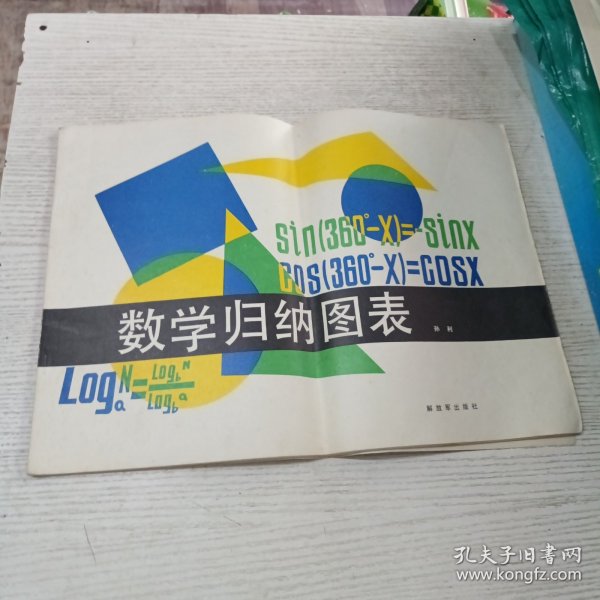 Sin(360°-X)=-Sinx
Cos(360°-X)=COSX
数学归纳图表 孙利
LogaN=LogbN/Logba
解放军出版社
孔夫子旧书网
www.kongfz.com